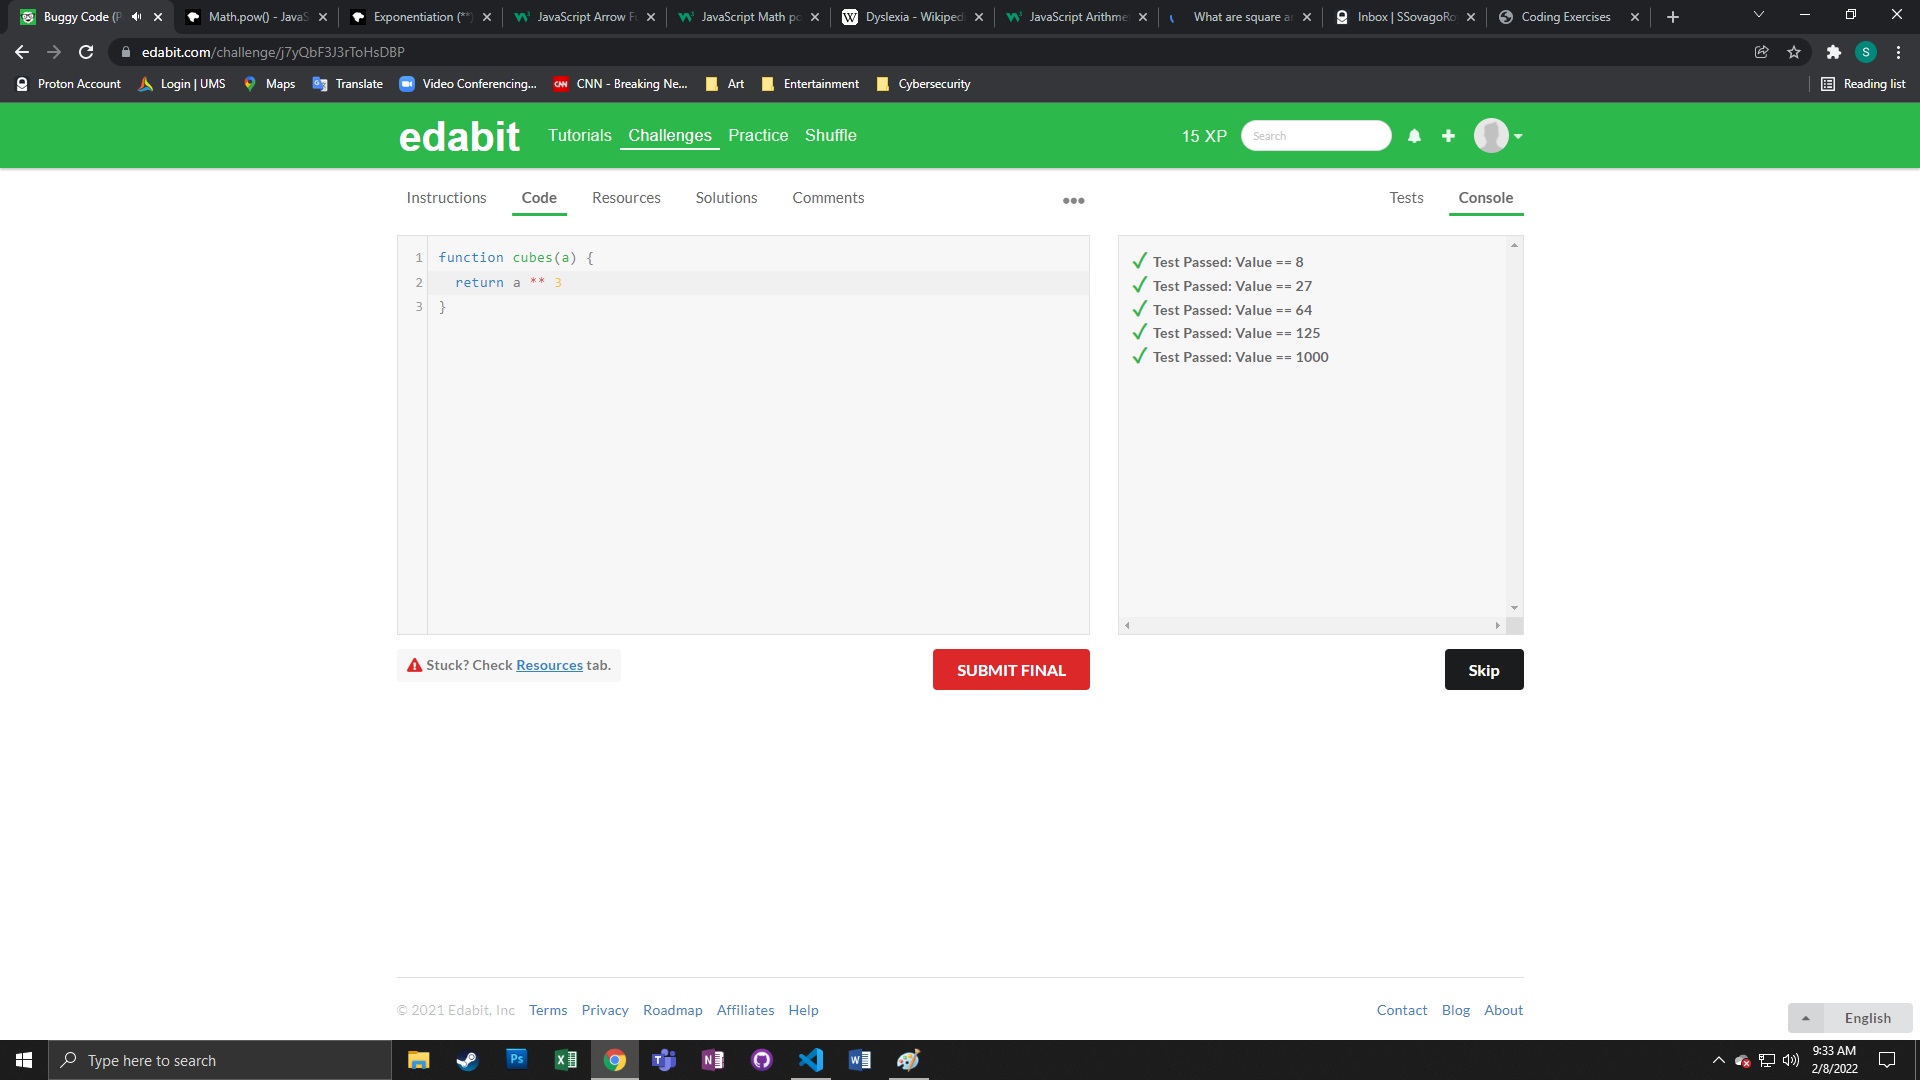 Buggy Code (P
Math.pow() - JavaS
Exponentiation (**)
JavaScript Arrow F
JavaScript Math po
Dyslexia - Wikiped
JavaScript Arithme
What are square a
Inbox | SSovagoRo
Coding Exercises
edabit.com/challenge/j7yQbF3J3rToHsDBP
S
Proton Account
Login | UMS
Maps
Translate
Video Conferencing...
CNN - Breaking Ne...
Art
Entertainment
Cybersecurity
Reading list
edabit
Tutorials
Challenges
Practice
Shuffle
15 XP
Search
Instructions
Code
Resources
Solutions
Comments
Tests
Console
1 function cubes(a) {
2 return a ** 3
3 }
Test Passed: Value == 8
Test Passed: Value == 27
Test Passed: Value == 64
Test Passed: Value == 125
Test Passed: Value == 1000
Stuck? Check Resources tab.
SUBMIT FINAL
Skip
© 2021 Edabit, Inc
Terms
Privacy
Roadmap
Affiliates
Help
Contact
Blog
About
English
Type here to search
9:33 AM
2/8/2022